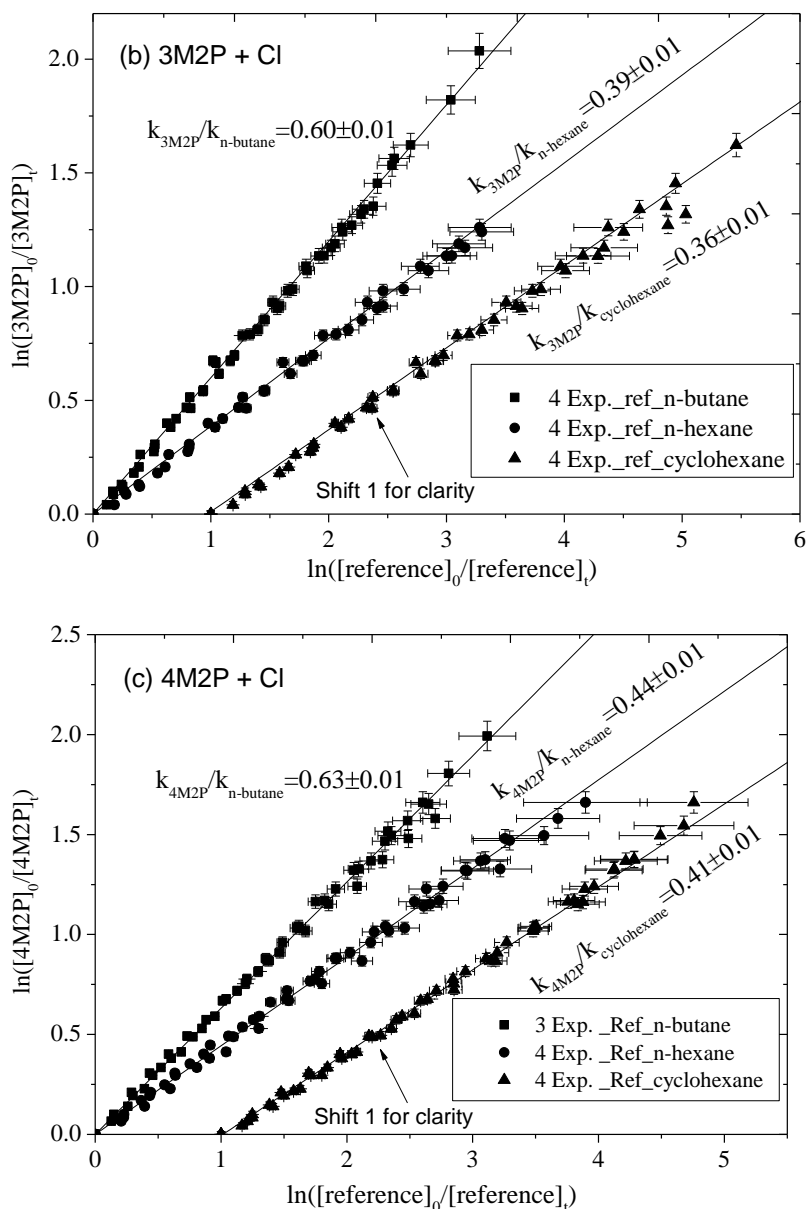 (b) 3M2P + Cl
k3M2P/kn-butane=0.60±0.01
k3M2P/kn-hexane=0.39±0.01
k3M2P/kcyclohexane=0.36±0.01
ln([3M2P]0/[3M2P]t)
2.0
1.5
1.0
0.5
0.0
4 Exp._ref_n-butane
4 Exp._ref_n-hexane
4 Exp._ref_cyclohexane
Shift 1 for clarity
0 1 2 3 4 5 6
ln([reference]0/[reference]t)
(c) 4M2P + Cl
k4M2P/kn-butane=0.63±0.01
k4M2P/kn-hexane=0.44±0.01
k4M2P/kcyclohexane=0.41±0.01
ln([4M2P]0/[4M2P]t)
2.5
2.0
1.5
1.0
0.5
0.0
3 Exp. _Ref_n-butane
4 Exp. _Ref_n-hexane
4 Exp. _Ref_cyclohexane
Shift 1 for clarity
0 1 2 3 4 5
ln([reference]0/[reference]t)